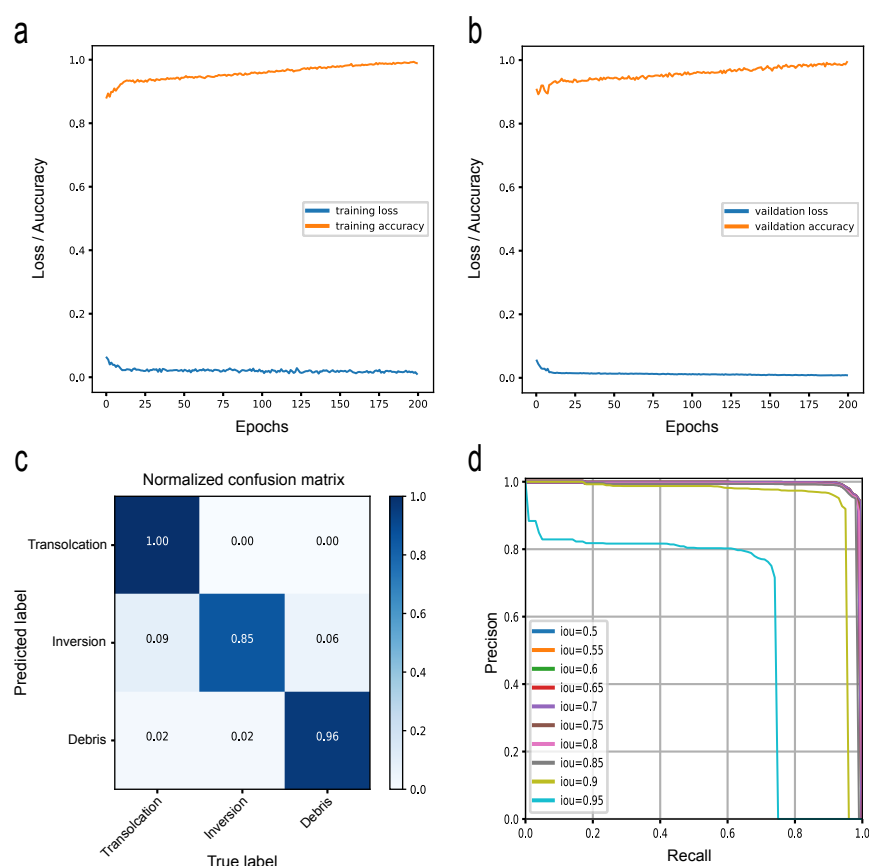 a
1.0
0.8
0.6
0.4
0.2
0.0
Loss / Auccuracy
training loss
training accuracy
0 25 50 75 100 125 150 175 200
Epochs
b
1.0
0.8
0.6
0.4
0.2
0.0
Loss / Auccuracy
vaildation loss
vaildation accuracy
0 25 50 75 100 125 150 175 200
Epochs
c
Normalized confusion matrix
Predicted label
Transolcation
Inversion
Debris
1.00 0.00 0.00
0.09 0.85 0.06
0.02 0.02 0.96
Transolcation
Inversion
Debris
True label
1.0
0.8
0.6
0.4
0.2
0.0
d
1.0
0.8
0.6
0.4
0.2
0.0
Precison
iou=0.5
iou=0.55
iou=0.6
iou=0.65
iou=0.7
iou=0.75
iou=0.8
iou=0.85
iou=0.9
iou=0.95
0.0 0.2 0.4 0.6 0.8 1.0
Recall